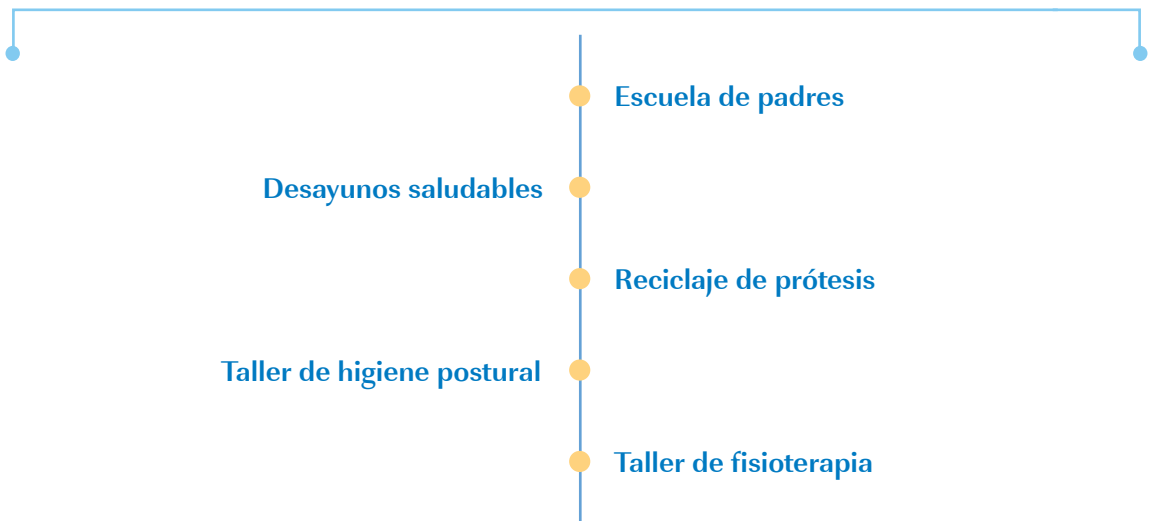 Escuela de padres
Desayunos saludables
Reciclaje de prótesis
Taller de higiene postural
Taller de fisioterapia